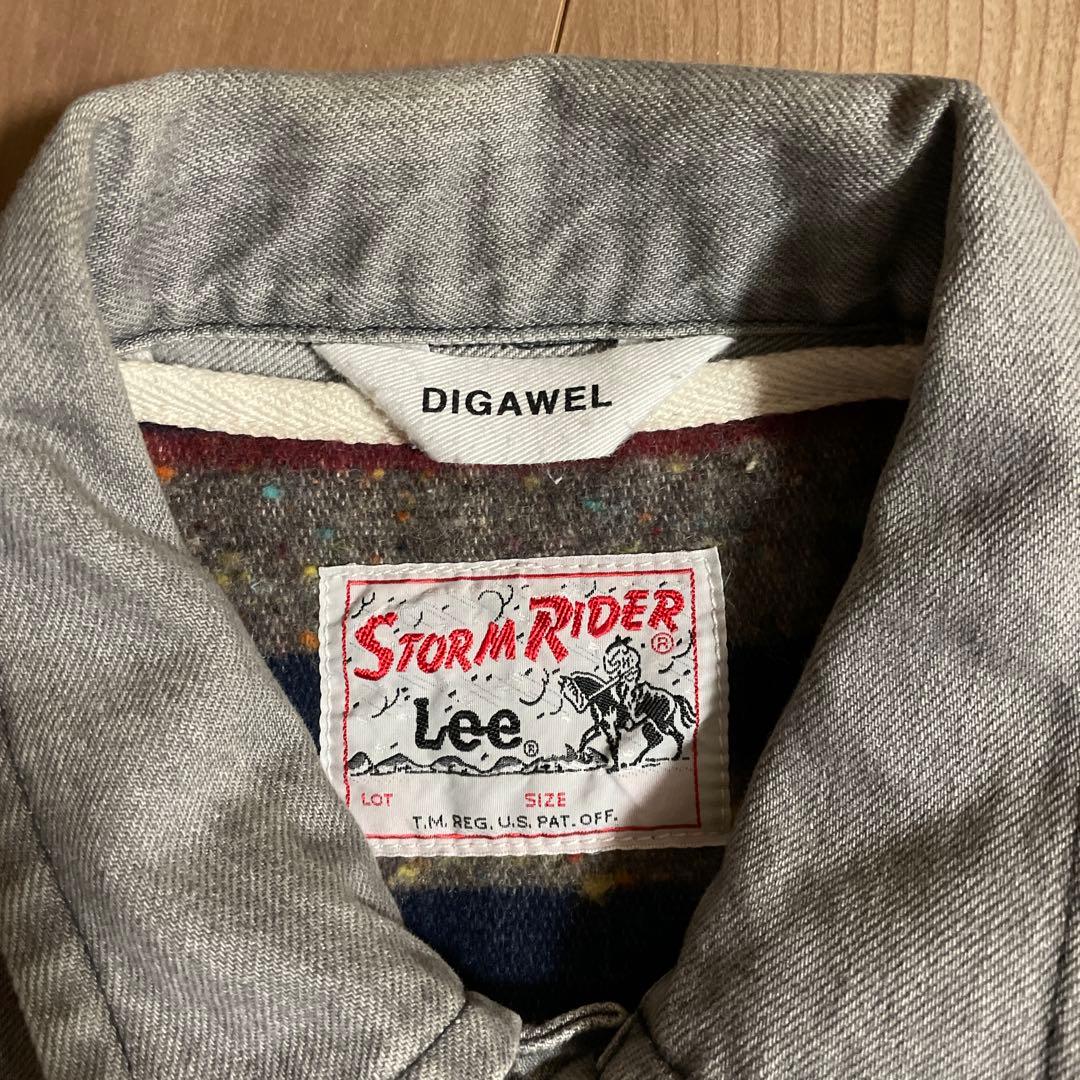 DIGAWEL
STORM RIDER®
Lee®
LOT SIZE
T.M. REG. U.S. PAT. OFF.